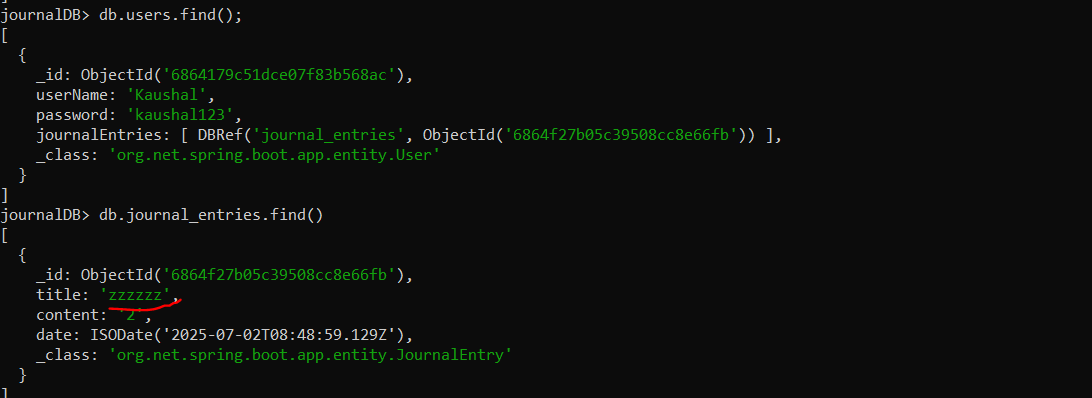 ]
journalDB> db.users.find();
[
  {
    _id: ObjectId('6864179c51dce07f83b568ac'),
    userName: 'Kaushal',
    password: 'kaushal123',
    journalEntries: [ DBRef('journal_entries', ObjectId('6864f27b05c39508cc8e66fb')) ],
    _class: 'org.net.spring.boot.app.entity.User'
  }
]
journalDB> db.journal_entries.find()
[
  {
    _id: ObjectId('6864f27b05c39508cc8e66fb'),
    title: 'zzzzzz',
    content: '2',
    date: ISODate('2025-07-02T08:48:59.129Z'),
    _class: 'org.net.spring.boot.app.entity.JournalEntry'
  }
]